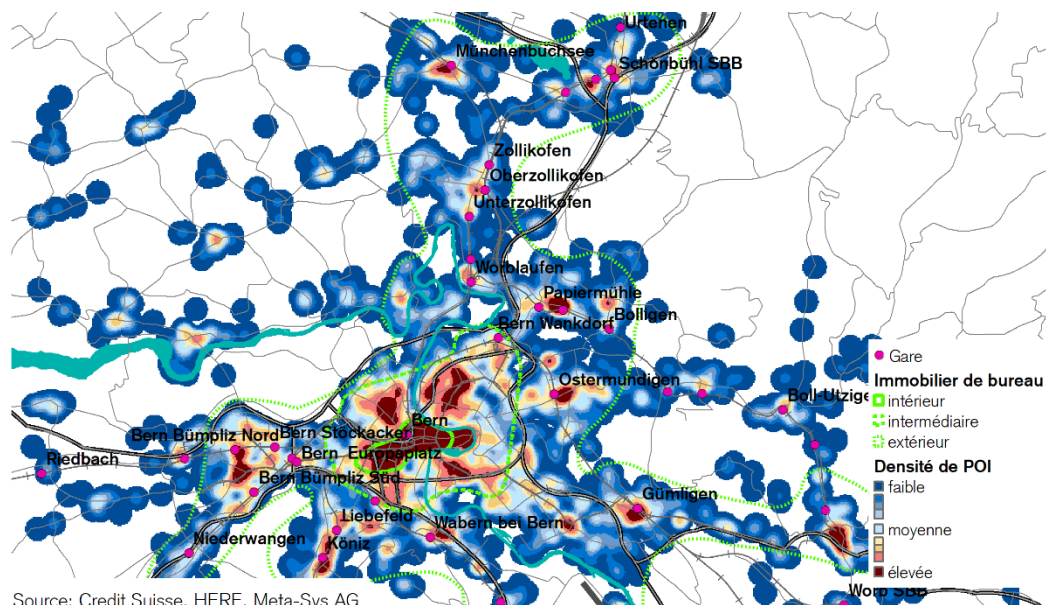 Urtenen
Münchenbuchsee
Schönbühl SBB
Zollikofen
Oberzollikofen
Unterzollikofen
Worblaufen
Papiermühle
Bern Wankdorf
Bolligen
Gare
Immobilier de bureau
Ostermundigen
intérieur
Boll-Utzige
intermédiaire
Bern
extérieur
Bern Bümpliz Nord
Bern Stöckacker
Bern Europaplatz
Riedbach
Densité de POI
Bern Bümpliz Süd
faible
Gümligen
Liebefeld
Wabern bei Bern
moyenne
Niederwangen
Köniz
élevée
Worb SBB
Source: Credit Suisse, HERE, Meta-Sys AG